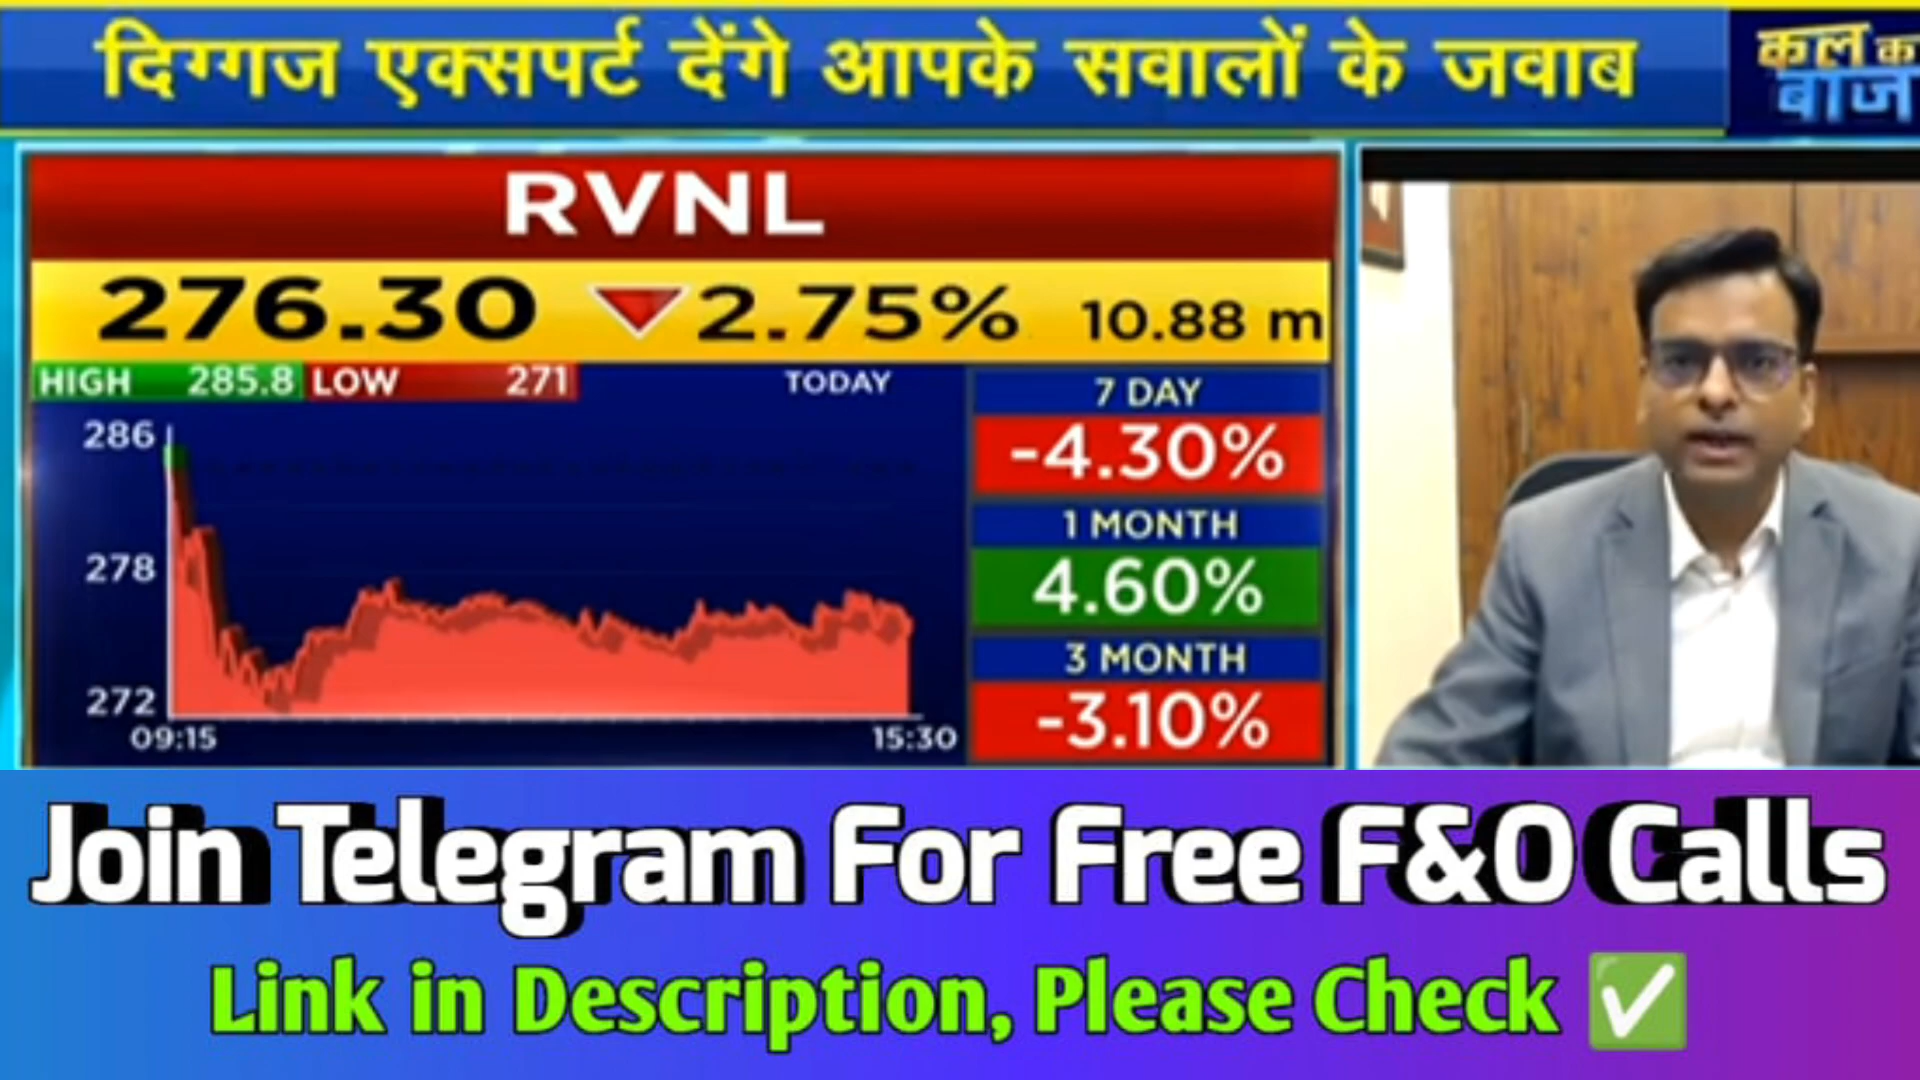 दिग्गज एक्सपर्ट देंगे आपके सवालों के जवाब
कल का
बाज
RVNL
276.30 ▼ 2.75% 10.88 m
HIGH 285.8 LOW 271 TODAY
286
278
272
09:15 15:30
7 DAY
-4.30%
1 MONTH
4.60%
3 MONTH
-3.10%
Join Telegram For Free F&O Calls
Link in Description, Please Check ✅